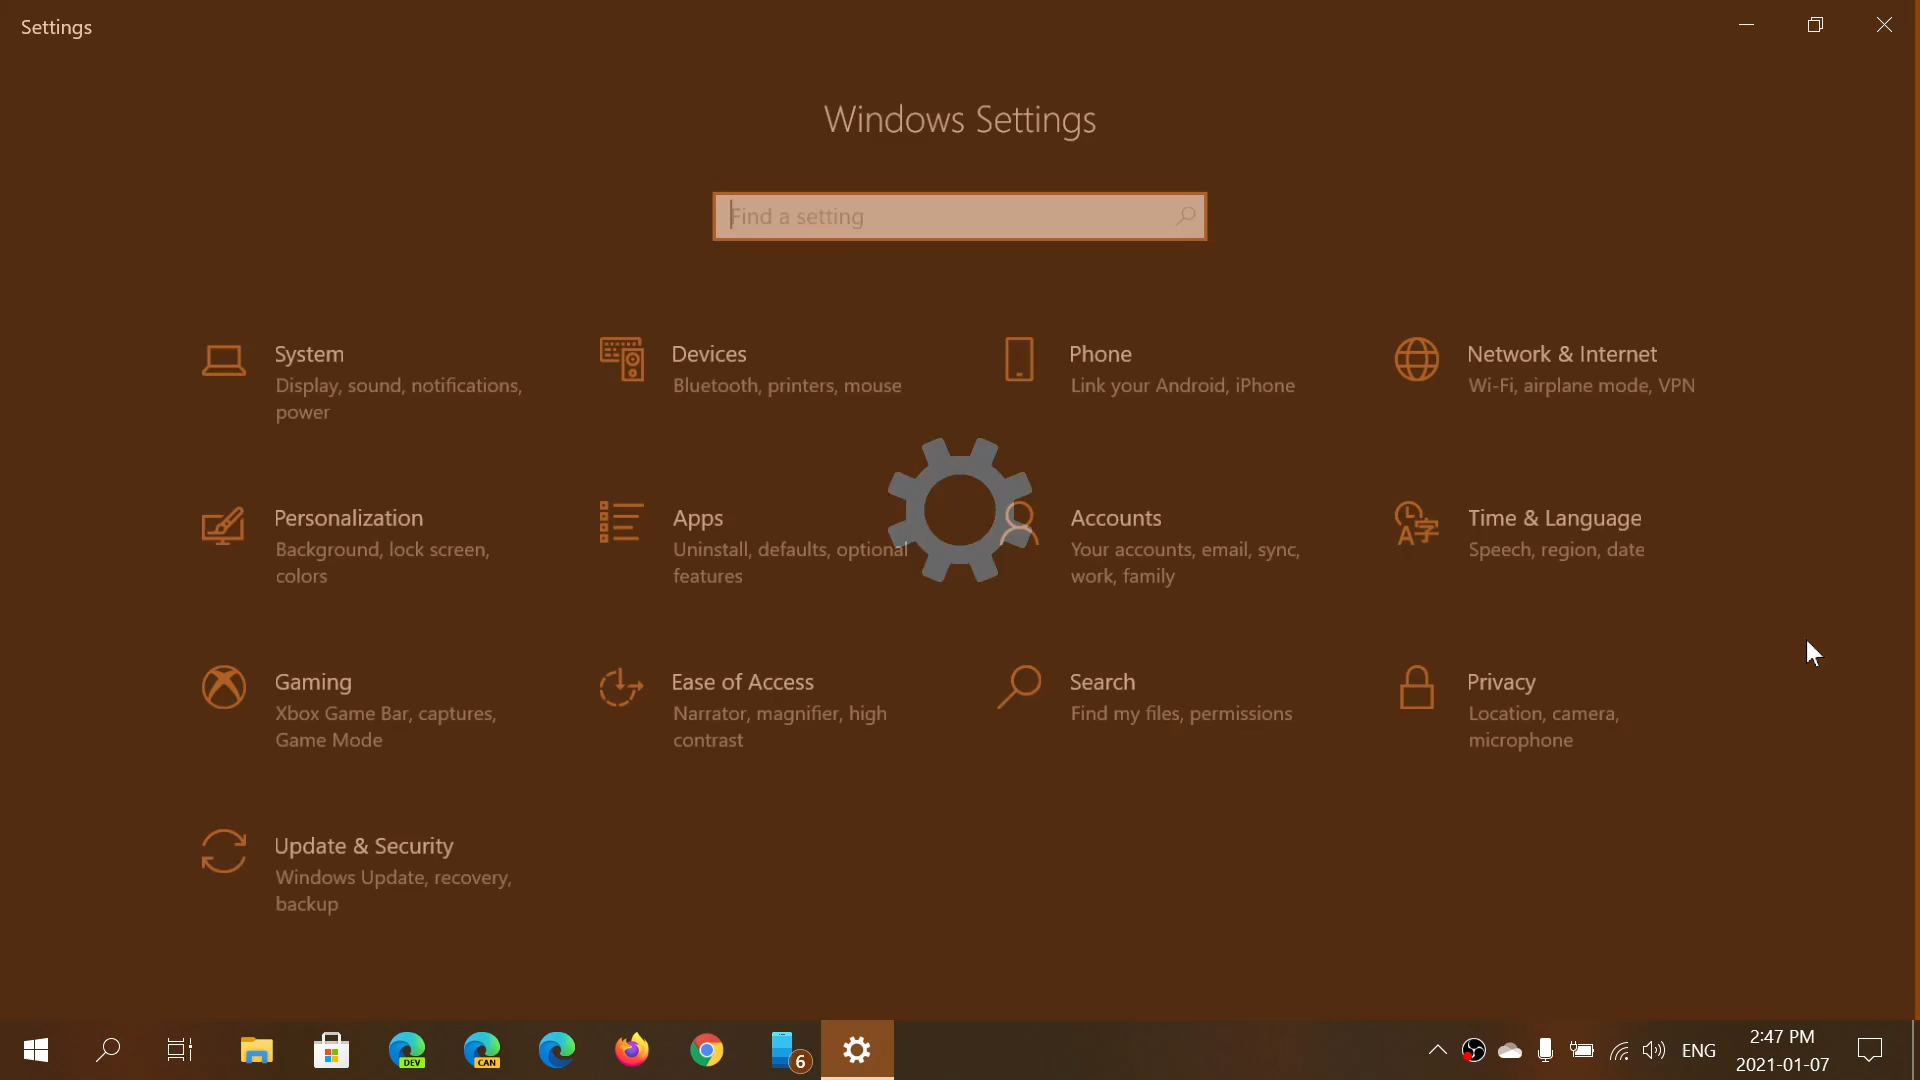 Settings
Windows Settings
Find a setting
System
Display, sound, notifications,
power
Devices
Bluetooth, printers, mouse
Phone
Link your Android, iPhone
Network & Internet
Wi-Fi, airplane mode, VPN
Personalization
Background, lock screen,
colors
Apps
Uninstall, defaults, optional
features
Accounts
Your accounts, email, sync,
work, family
Time & Language
Speech, region, date
Gaming
Xbox Game Bar, captures,
Game Mode
Ease of Access
Narrator, magnifier, high
contrast
Search
Find my files, permissions
Privacy
Location, camera,
microphone
Update & Security
Windows Update, recovery,
backup
DEV
CAN
6
ENG
2:47 PM
2021-01-07